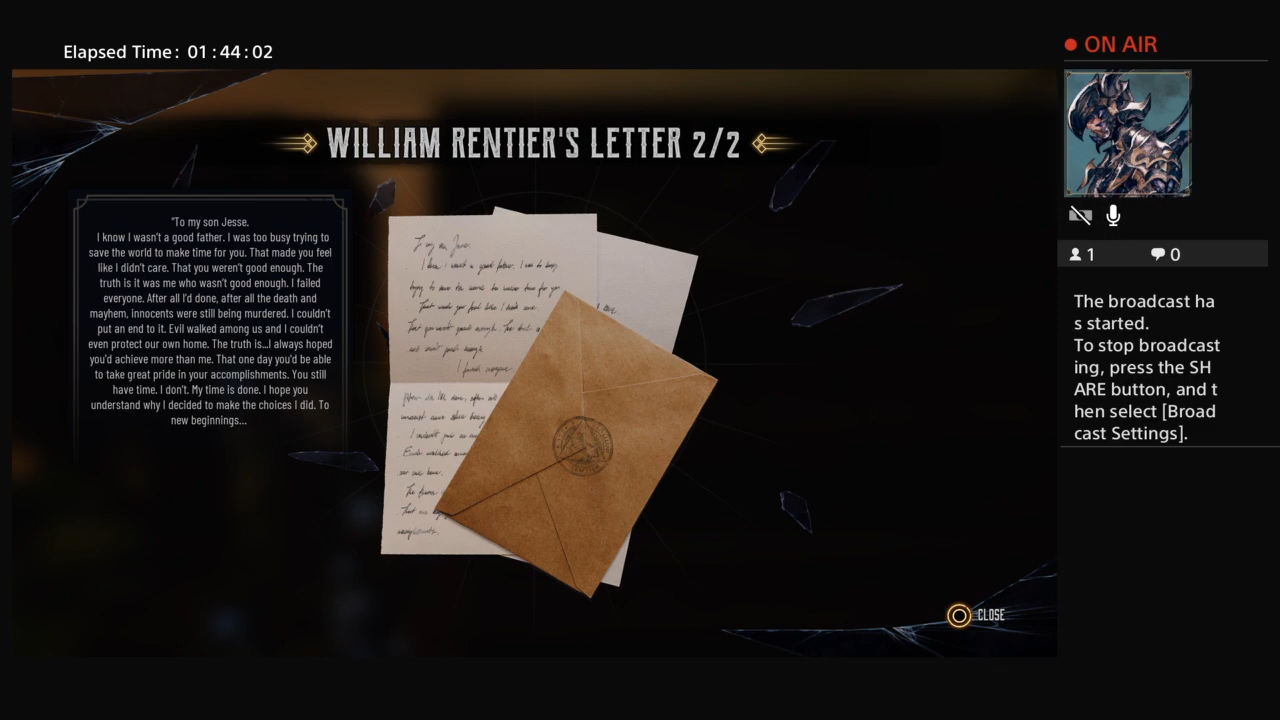 Elapsed Time: 01:44:02
ON AIR
WILLIAM RENTIER'S LETTER 2/2
"To my son Jesse.
I know I wasn't a good father. I was too busy trying to
save the world to make time for you. That made you feel
like I didn't care. That you weren't good enough. The
truth is it was me who wasn't good enough. I failed
everyone. After all I'd done, after all the death and
mayhem, innocents were still being murdered. I couldn't
put an end to it. Evil walked among us and I couldn't
even protect our own home. The truth is...I always hoped
you'd achieve more than me. That one day you'd be able
to take great pride in your accomplishments. You still
have time. I don't. My time is done. I hope you
understand why I decided to make the choices I did. To
new beginnings...
To my son Jesse.
1
0
The broadcast ha
s started.
To stop broadcast
ing, press the SH
ARE button, and t
hen select [Broad
cast Settings].
CLOSE